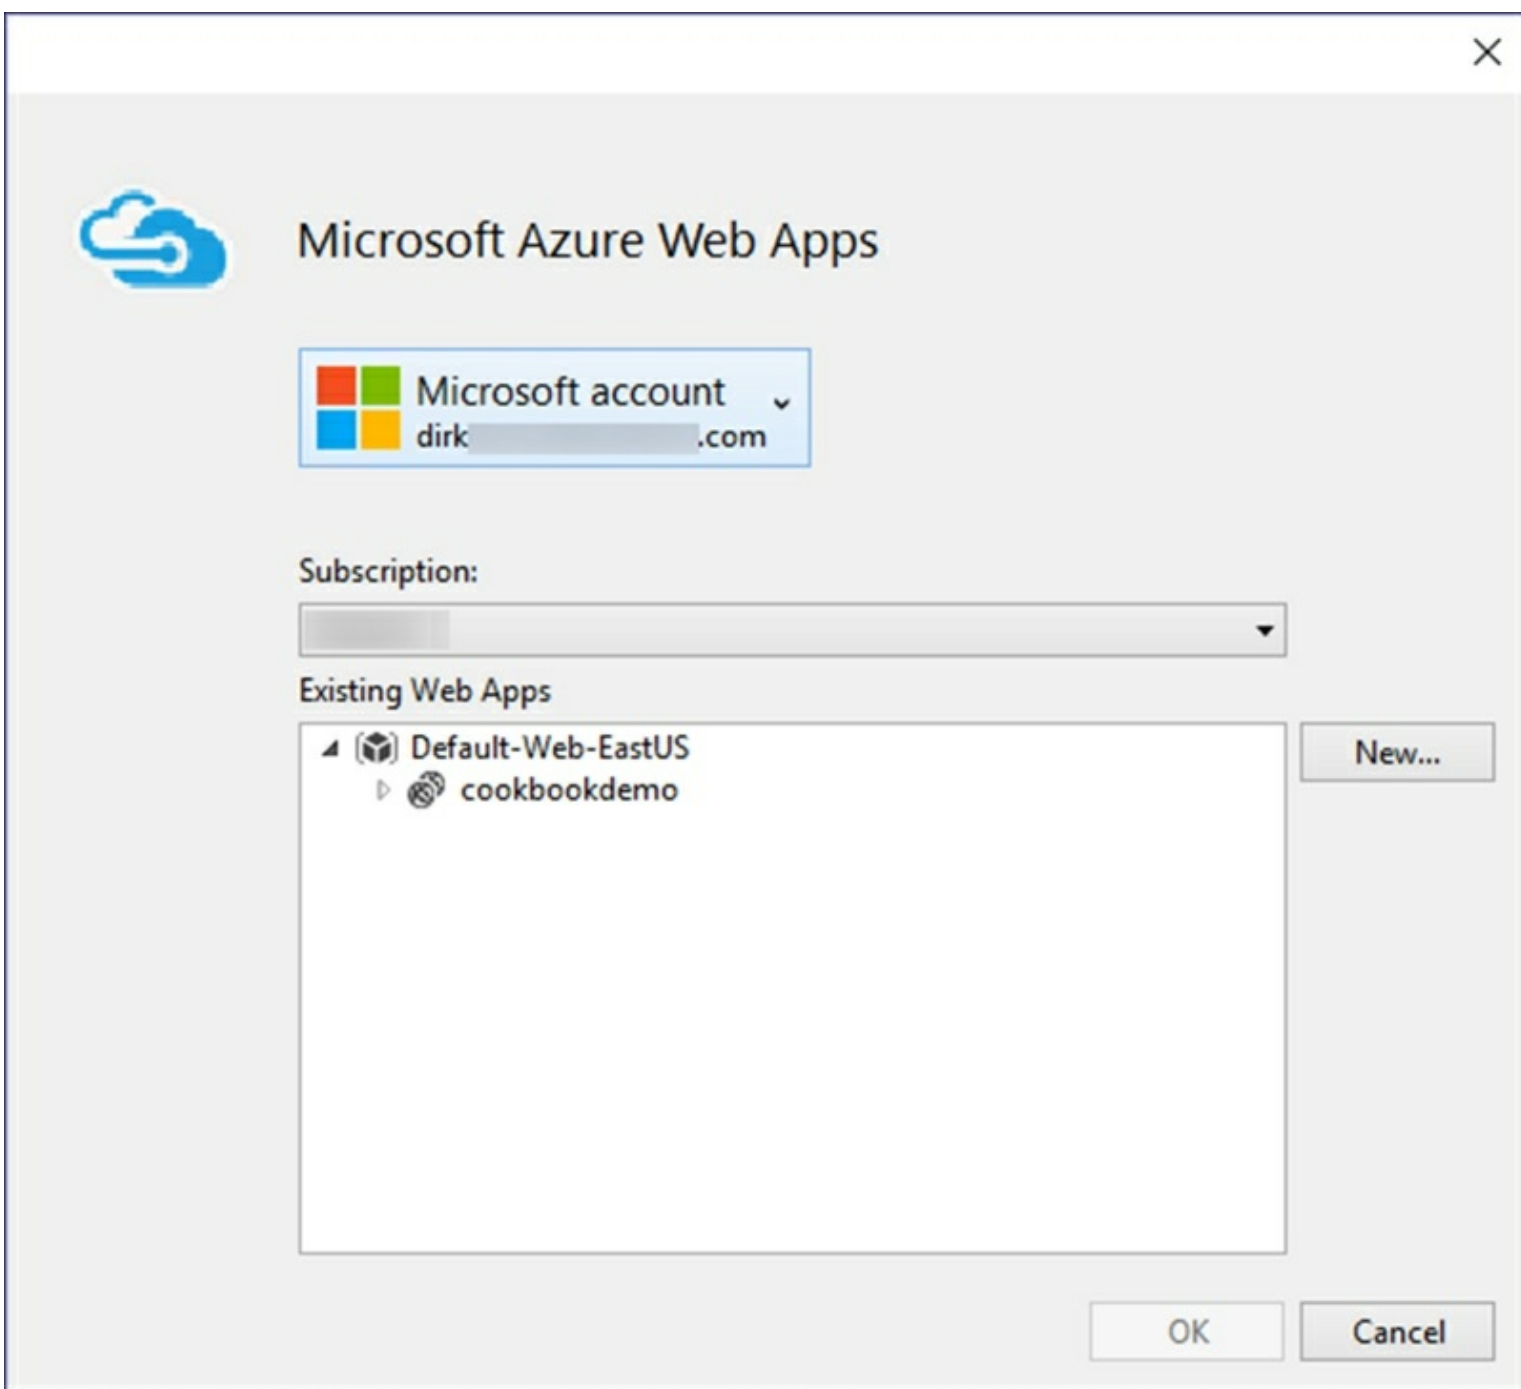 Microsoft Azure Web Apps
Microsoft account
dirk .com
Subscription:
Existing Web Apps
Default-Web-EastUS
New...
cookbookdemo
OK
Cancel